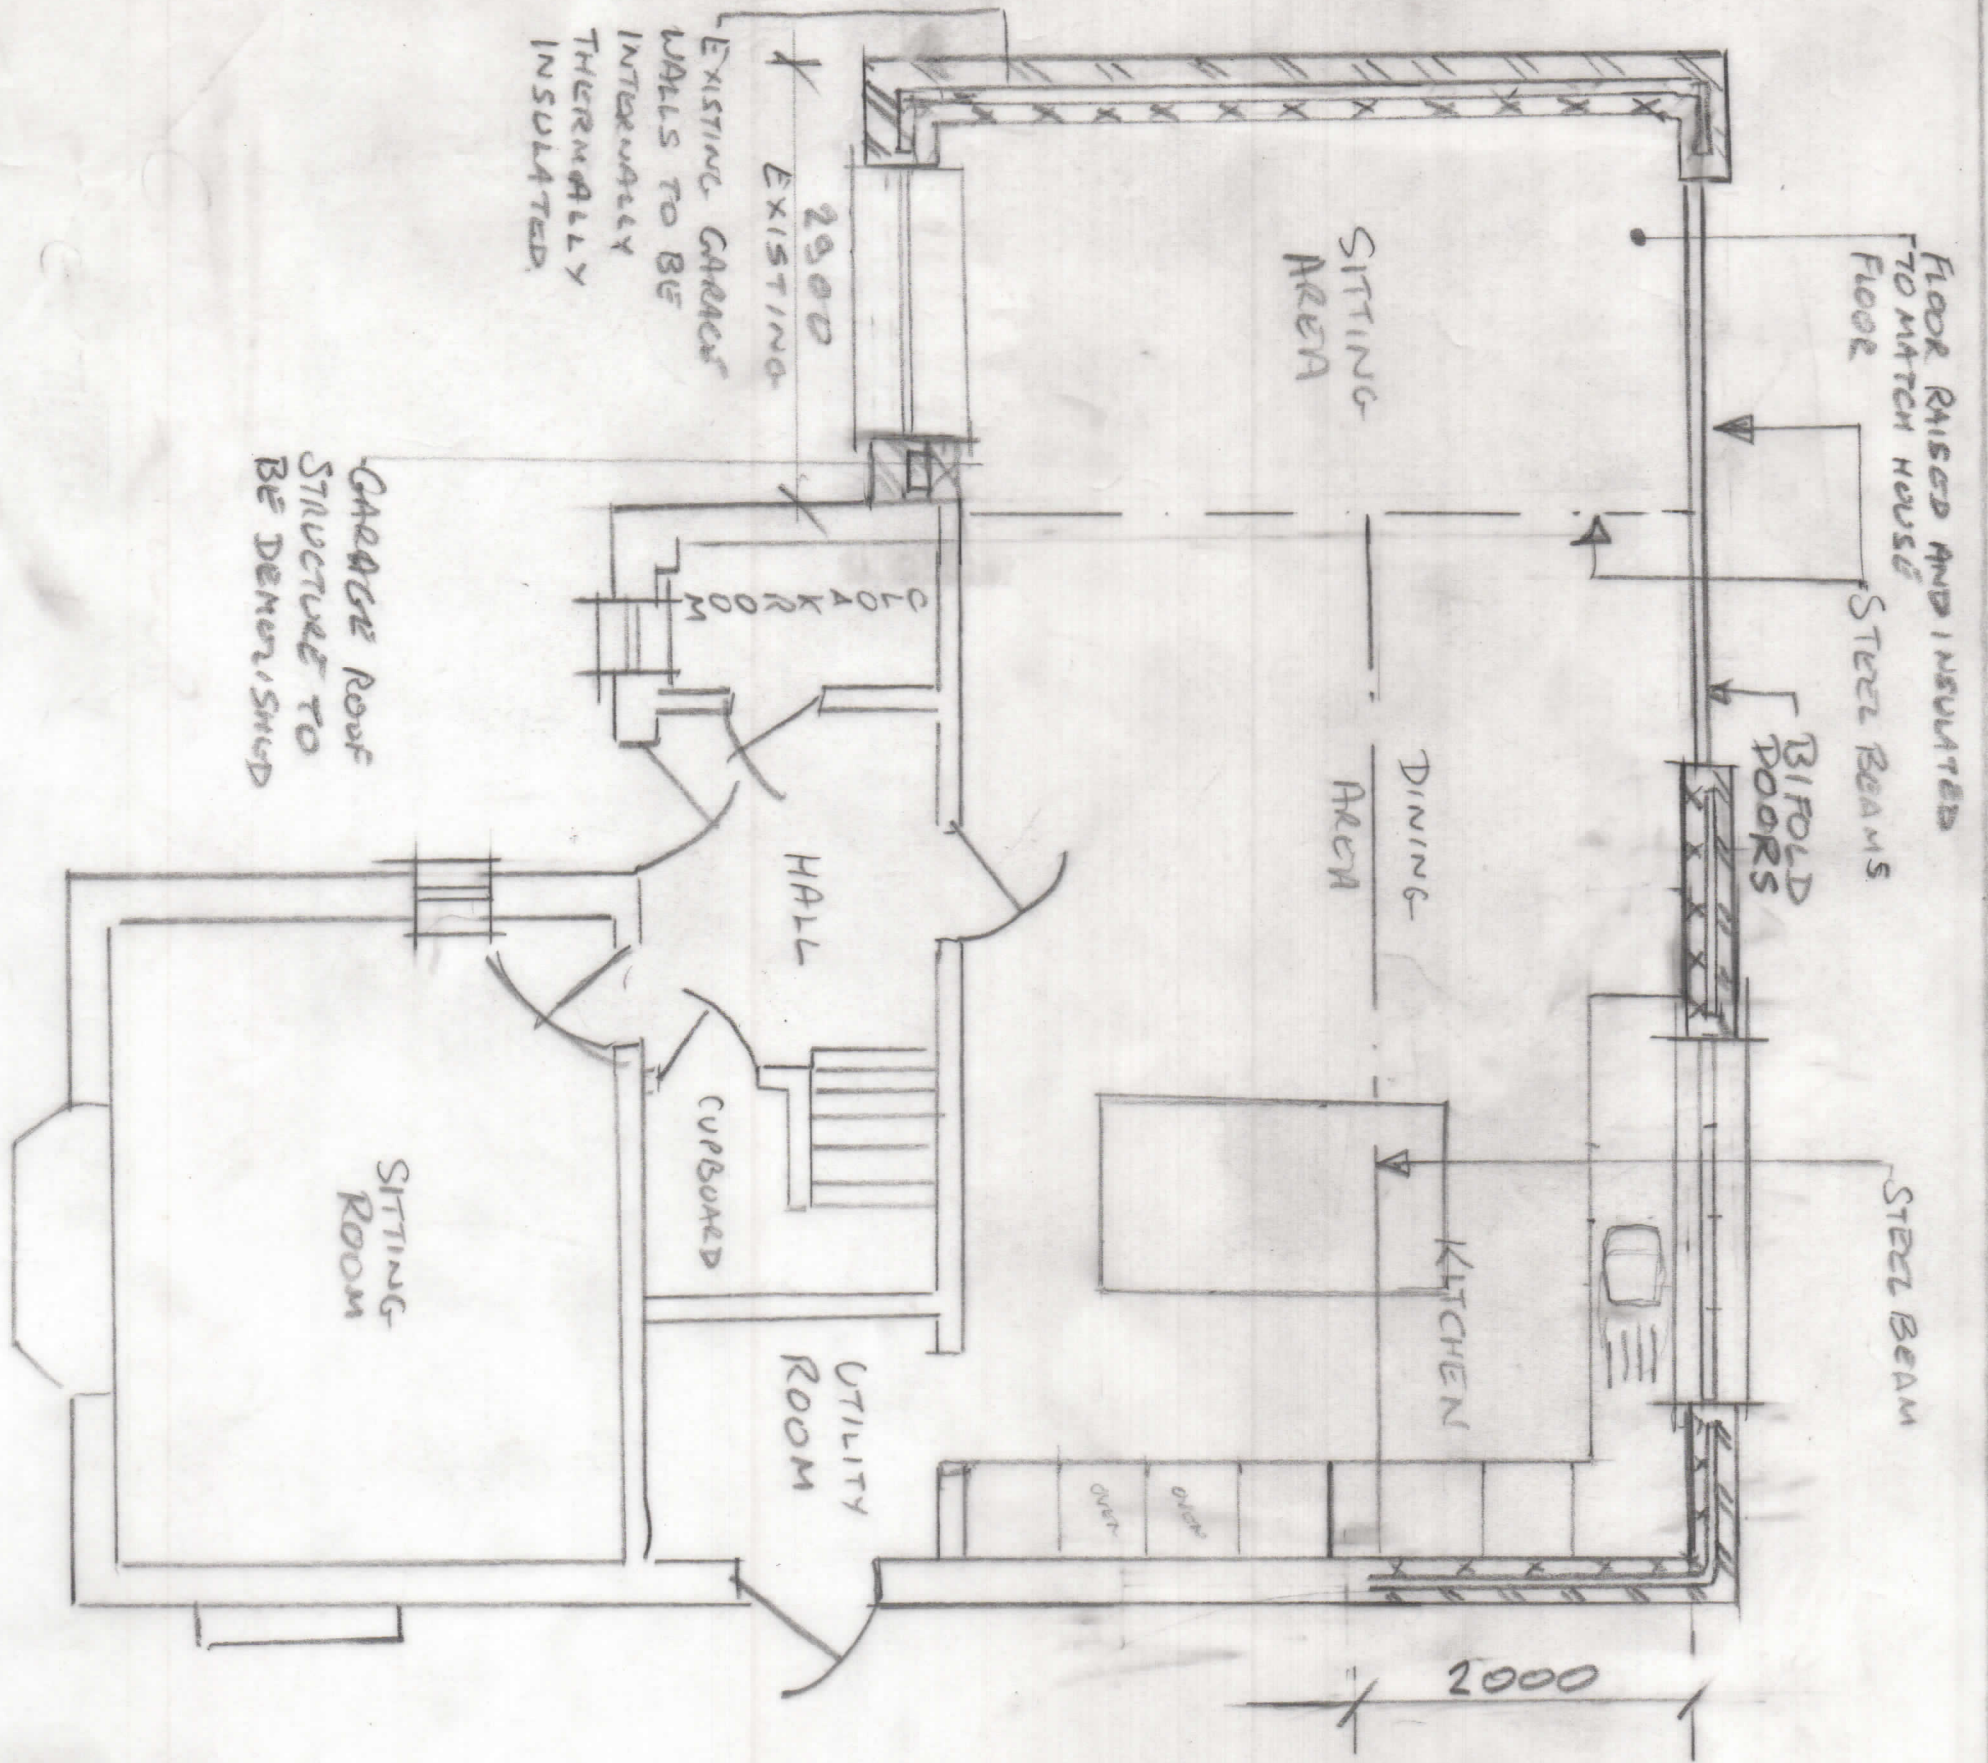 FLOOR RAISED AND INSULATED
TO MATCH HOUSE
FLOOR
STEEL BEAMS
BIFOLD
DOORS
STEEL BEAM
SITTING
AREA
DINING
AREA
KITCHEN
OVEN
OVEN
2000
EXISTING GARAGE
WALLS TO BE
INTERNALLY
THERMALLY
INSULATED.
2900
EXISTING
GARAGE ROOF
STRUCTURE TO
BE DEMOLISHED
CLOAKROOM
HALL
CUPBOARD
UTILITY
ROOM
SITTING
ROOM